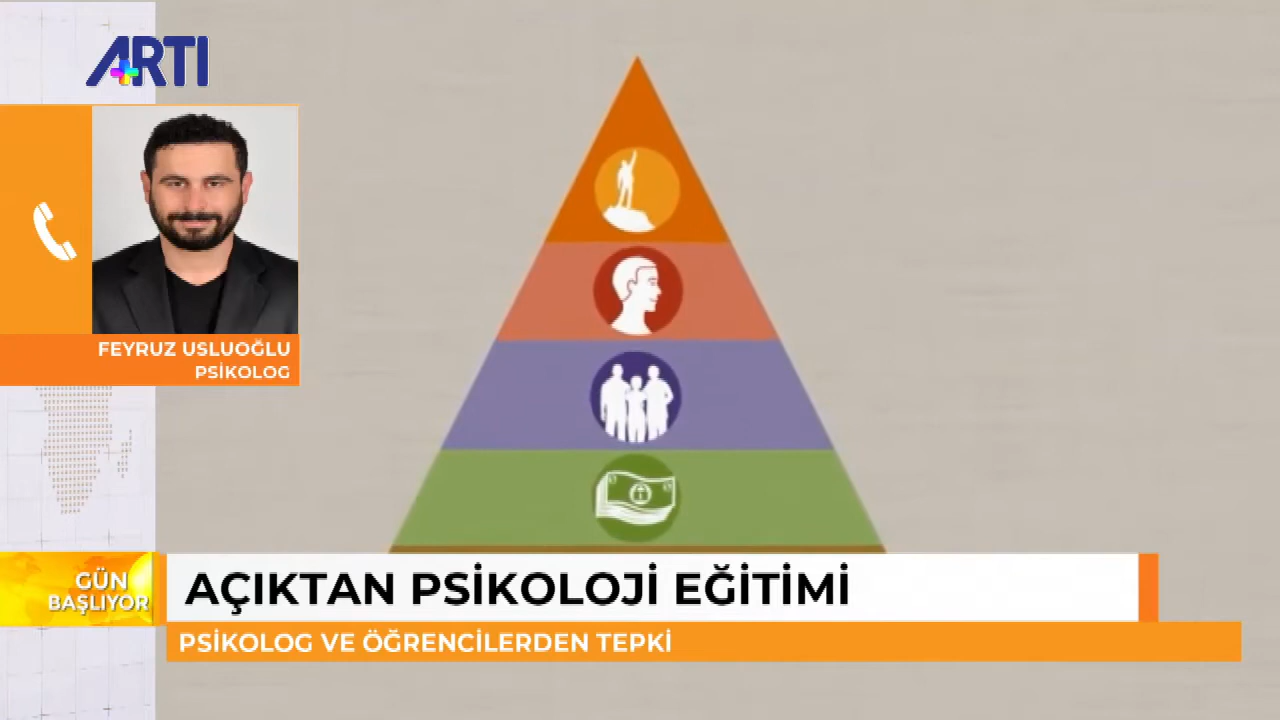 ARTI
FEYRUZ USLUOĞLU
PSİKOLOG
GÜN
BAŞLIYOR
AÇIKTAN PSİKOLOJİ EĞİTİMİ
PSİKOLOG VE ÖĞRENCİLERDEN TEPKİ